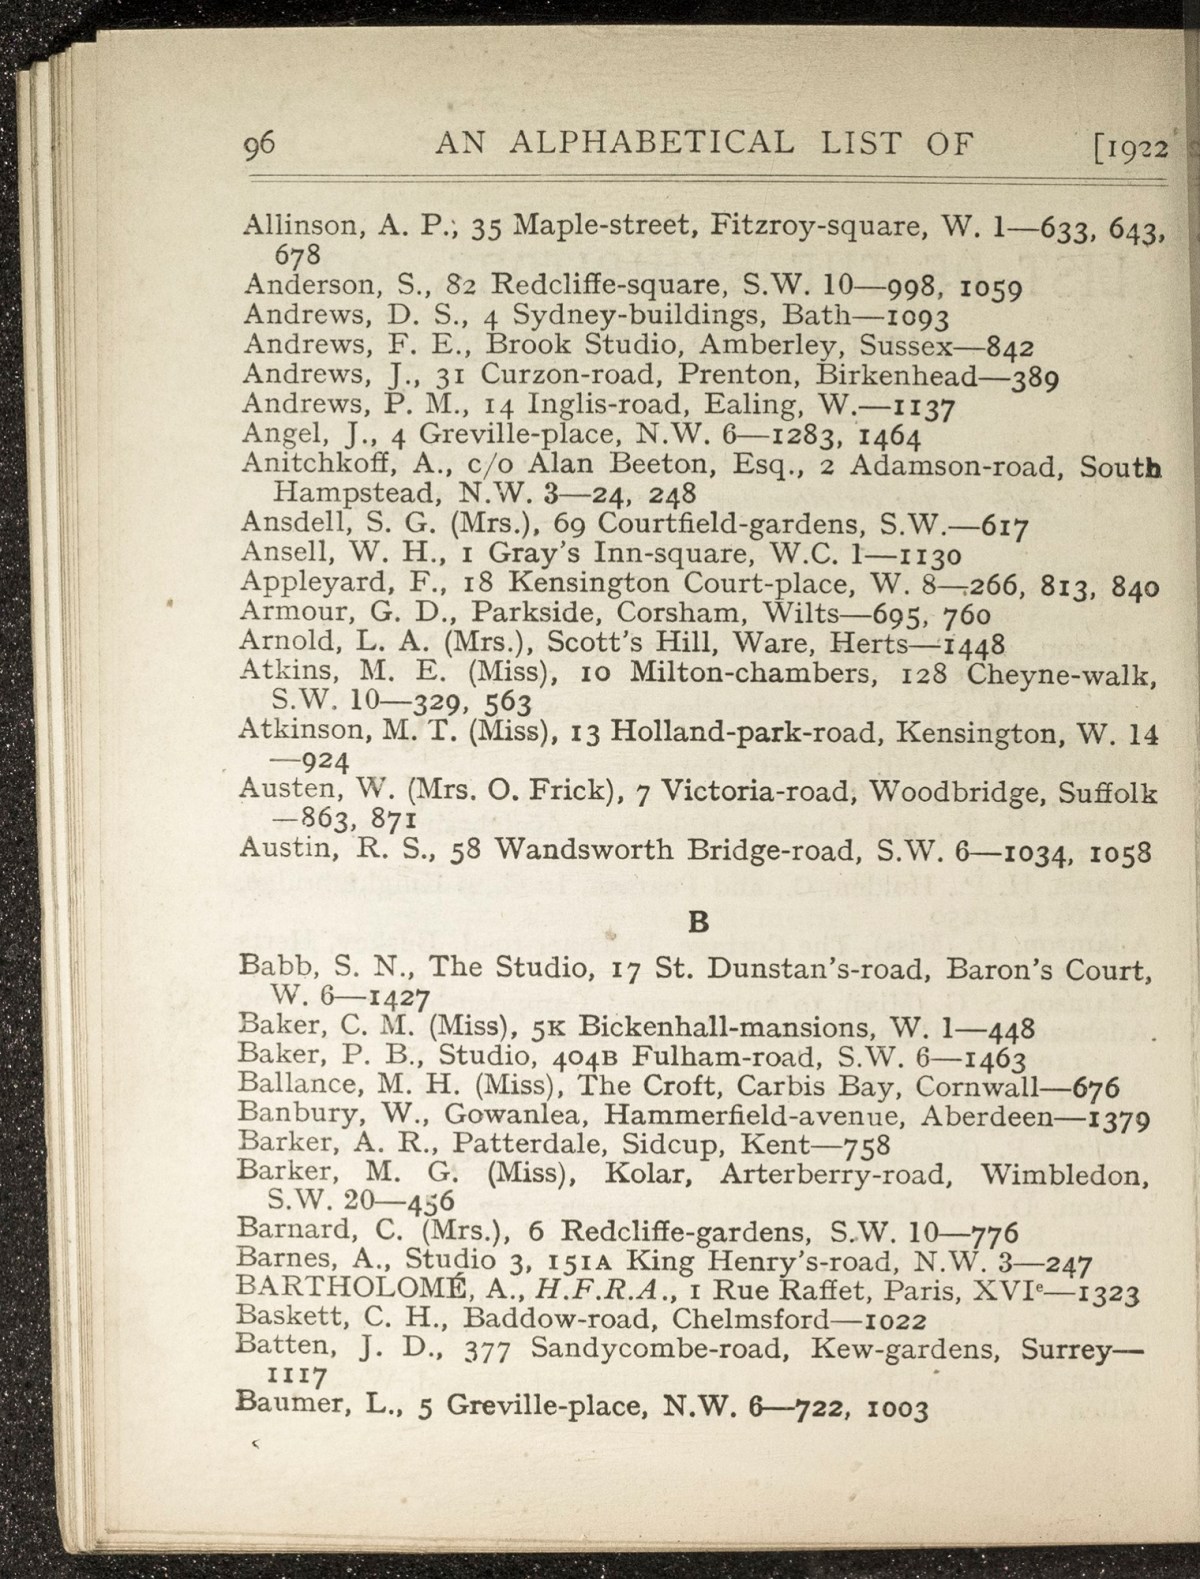 96 AN ALPHABETICAL LIST OF [1922
Allinson, A. P., 35 Maple-street, Fitzroy-square, W. 1—633, 643,
678
Anderson, S., 82 Redcliffe-square, S.W. 10—998, 1059
Andrews, D. S., 4 Sydney-buildings, Bath—1093
Andrews, F. E., Brook Studio, Amberley, Sussex—842
Andrews, J., 31 Curzon-road, Prenton, Birkenhead—389
Andrews, P. M., 14 Inglis-road, Ealing, W.—1137
Angel, J., 4 Greville-place, N.W. 6—1283, 1464
Anitchkoff, A., c/o Alan Beeton, Esq., 2 Adamson-road, South
Hampstead, N.W. 3—24, 248
Ansdell, S. G. (Mrs.), 69 Courtfield-gardens, S.W.—617
Ansell, W. H., 1 Gray's Inn-square, W.C. 1—1130
Appleyard, F., 18 Kensington Court-place, W. 8—266, 813, 840
Armour, G. D., Parkside, Corsham, Wilts—695, 760
Arnold, L. A. (Mrs.), Scott's Hill, Ware, Herts—1448
Atkins, M. E. (Miss), 10 Milton-chambers, 128 Cheyne-walk,
S.W. 10—329, 563
Atkinson, M. T. (Miss), 13 Holland-park-road, Kensington, W. 14
—924
Austen, W. (Mrs. O. Frick), 7 Victoria-road, Woodbridge, Suffolk
—863, 871
Austin, R. S., 58 Wandsworth Bridge-road, S.W. 6—1034, 1058
B
Babb, S. N., The Studio, 17 St. Dunstan's-road, Baron's Court,
W. 6—1427
Baker, C. M. (Miss), 5K Bickenhall-mansions, W. 1—448
Baker, P. B., Studio, 404B Fulham-road, S.W. 6—1463
Ballance, M. H. (Miss), The Croft, Carbis Bay, Cornwall—676
Banbury, W., Gowanlea, Hammerfield-avenue, Aberdeen—1379
Barker, A. R., Patterdale, Sidcup, Kent—758
Barker, M. G. (Miss), Kolar, Arterberry-road, Wimbledon,
S.W. 20—456
Barnard, C. (Mrs.), 6 Redcliffe-gardens, S.W. 10—776
Barnes, A., Studio 3, 151A King Henry's-road, N.W. 3—247
BARTHOLOMÉ, A., H.F.R.A., 1 Rue Raffet, Paris, XVIe—1323
Baskett, C. H., Baddow-road, Chelmsford—1022
Batten, J. D., 377 Sandycombe-road, Kew-gardens, Surrey—
1117
Baumer, L., 5 Greville-place, N.W. 6—722, 1003